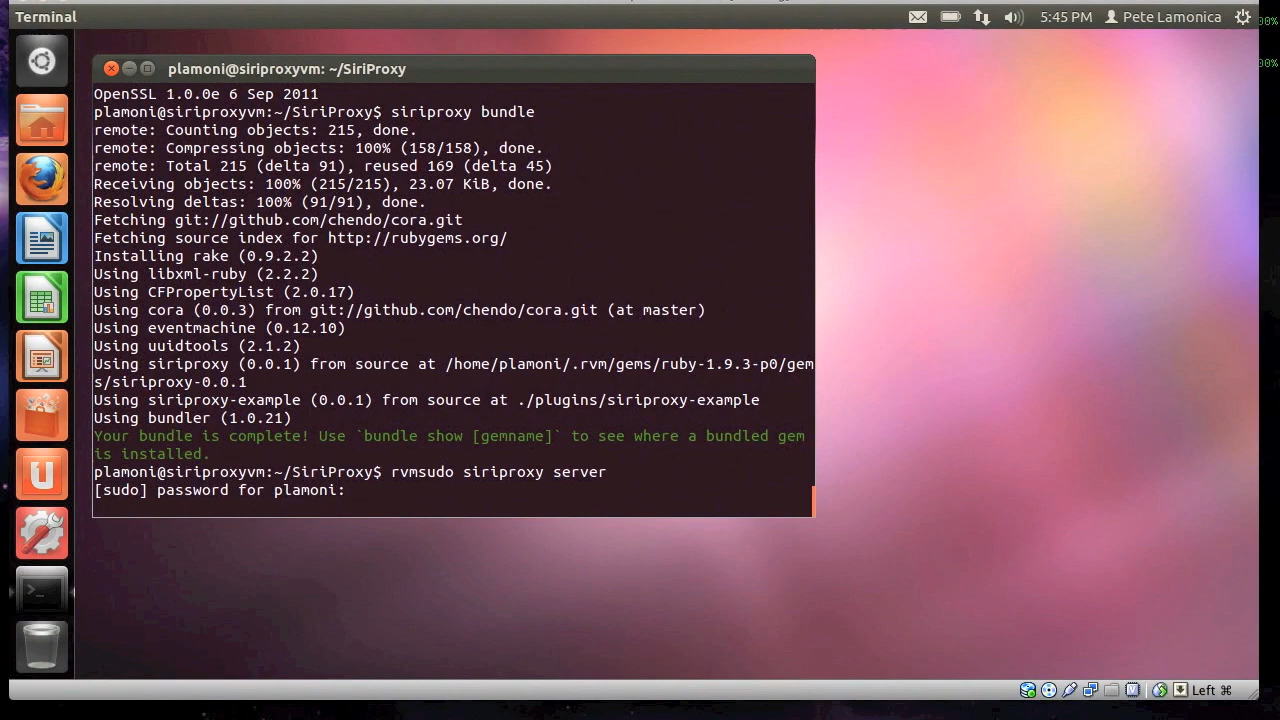 Terminal
5:45 PM Pete Lamonica
00%
00%
plamoni@siriproxyvm: ~/SiriProxy
OpenSSL 1.0.0e 6 Sep 2011
plamoni@siriproxyvm:~/SiriProxy$ siriproxy bundle
remote: Counting objects: 215, done.
remote: Compressing objects: 100% (158/158), done.
remote: Total 215 (delta 91), reused 169 (delta 45)
Receiving objects: 100% (215/215), 23.07 KiB, done.
Resolving deltas: 100% (91/91), done.
Fetching git://github.com/chendo/cora.git
Fetching source index for http://rubygems.org/
Installing rake (0.9.2.2)
Using libxml-ruby (2.2.2)
Using CFPropertyList (2.0.17)
Using cora (0.0.3) from git://github.com/chendo/cora.git (at master)
Using eventmachine (0.12.10)
Using uuidtools (2.1.2)
Using siriproxy (0.0.1) from source at /home/plamoni/.rvm/gems/ruby-1.9.3-p0/gem
s/siriproxy-0.0.1
Using siriproxy-example (0.0.1) from source at ./plugins/siriproxy-example
Using bundler (1.0.21)
Your bundle is complete! Use `bundle show [gemname]` to see where a bundled gem
is installed.
plamoni@siriproxyvm:~/SiriProxy$ rvmsudo siriproxy server
[sudo] password for plamoni:
Left ⌘